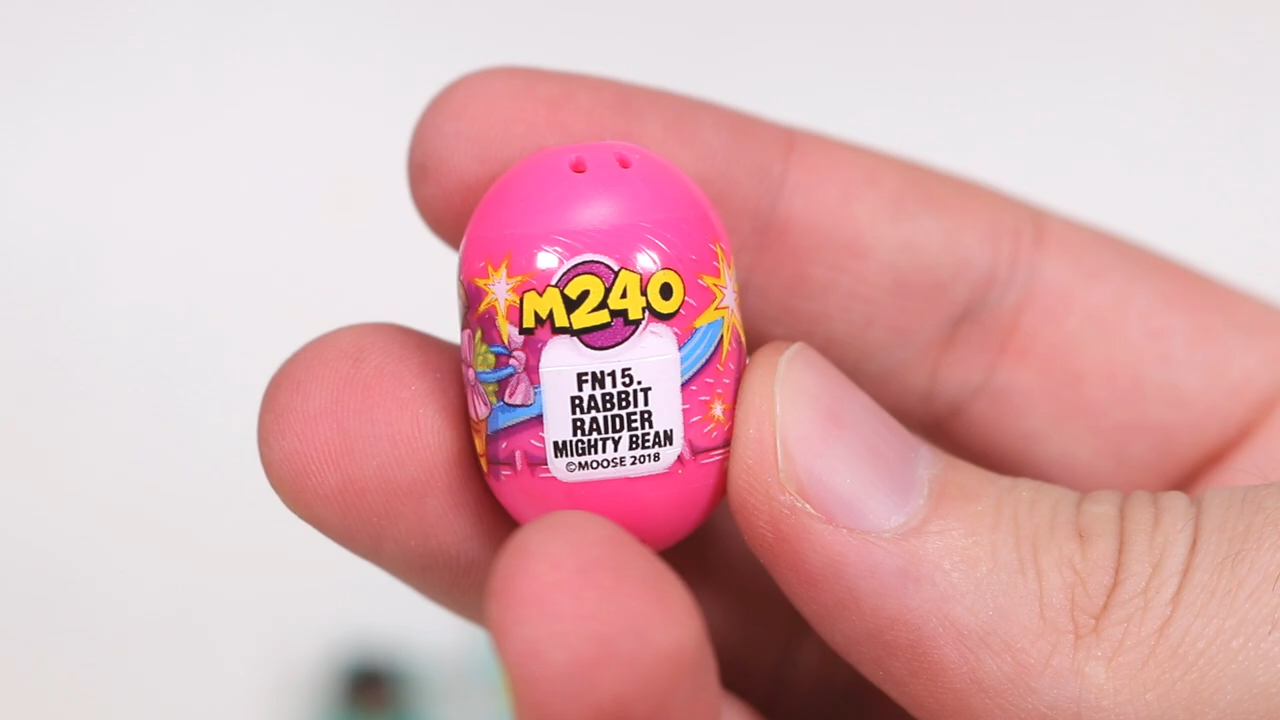 M240
FN15.
RABBIT
RAIDER
MIGHTY BEAN
©MOOSE 2018